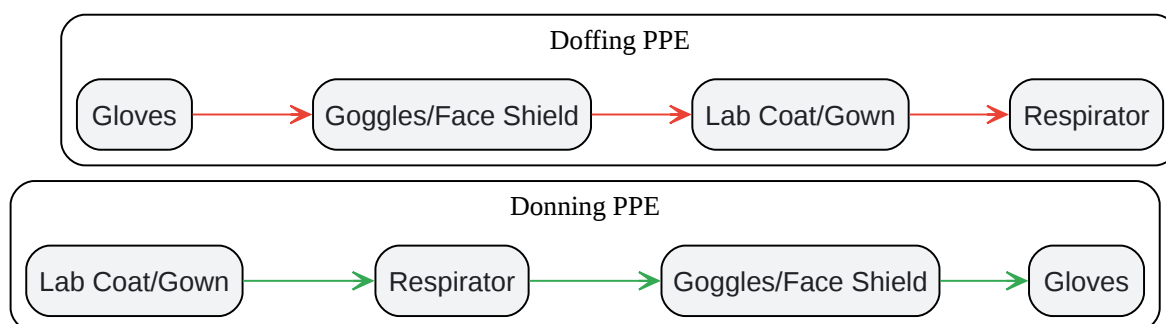 Doffing PPE
Gloves
Goggles/Face Shield
Lab Coat/Gown
Respirator
Donning PPE
Lab Coat/Gown
Respirator
Goggles/Face Shield
Gloves